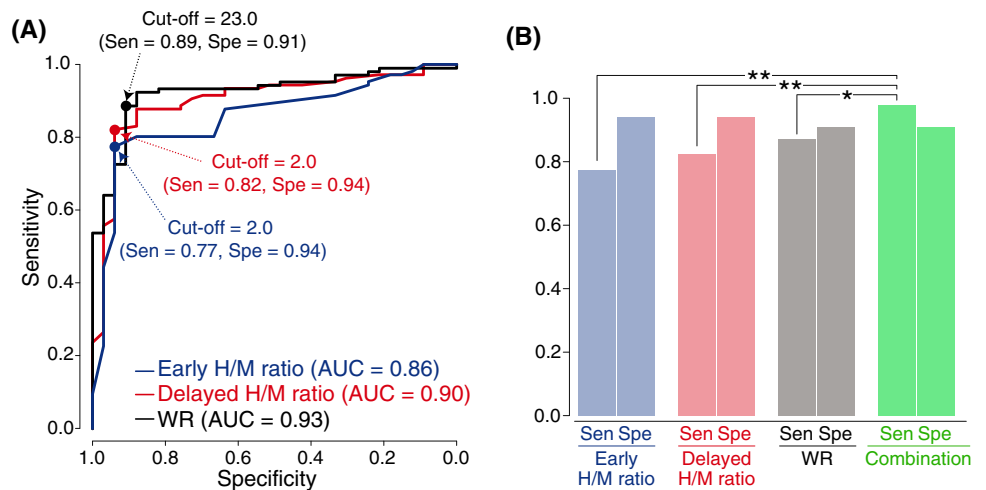 (A)
Cut-off = 23.0
(Sen = 0.89, Spe = 0.91)
1.0
0.8
0.6
0.4
0.2
0.0
Sensitivity
Cut-off = 2.0
(Sen = 0.82, Spe = 0.94)
Cut-off = 2.0
(Sen = 0.77, Spe = 0.94)
Early H/M ratio (AUC = 0.86)
Delayed H/M ratio (AUC = 0.90)
WR (AUC = 0.93)
1.0 0.8 0.6 0.4 0.2 0.0
Specificity
(B)
**
**
*
1.0
0.8
0.6
0.4
0.2
0.0
Sen Spe Sen Spe Sen Spe Sen Spe
Early Delayed WR Combination
H/M ratio H/M ratio